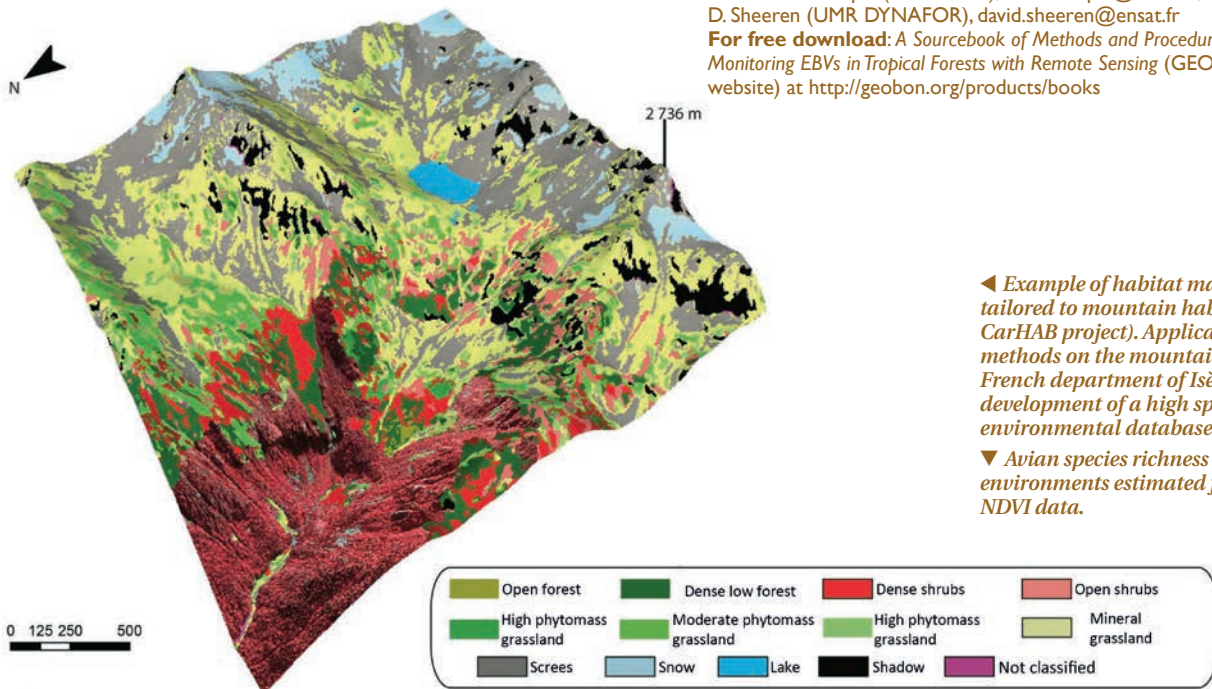 D. Sheeren (UMR DYNAFOR), david.sheeren@ensat.fr
For free download: A Sourcebook of Methods and Procedur
Monitoring EBVs in Tropical Forests with Remote Sensing (GEO
website) at http://geobon.org/products/books
N
2 736 m
◄ Example of habitat ma
tailored to mountain hab
CarHAB project). Applica
methods on the mountai
French department of Isè
development of a high sp
environmental database
▼ Avian species richness
environments estimated f
NDVI data.
0 125 250 500
Open forest Dense low forest Dense shrubs Open shrubs
High phytomass grassland Moderate phytomass grassland High phytomass grassland Mineral grassland
Screes Snow Lake Shadow Not classified